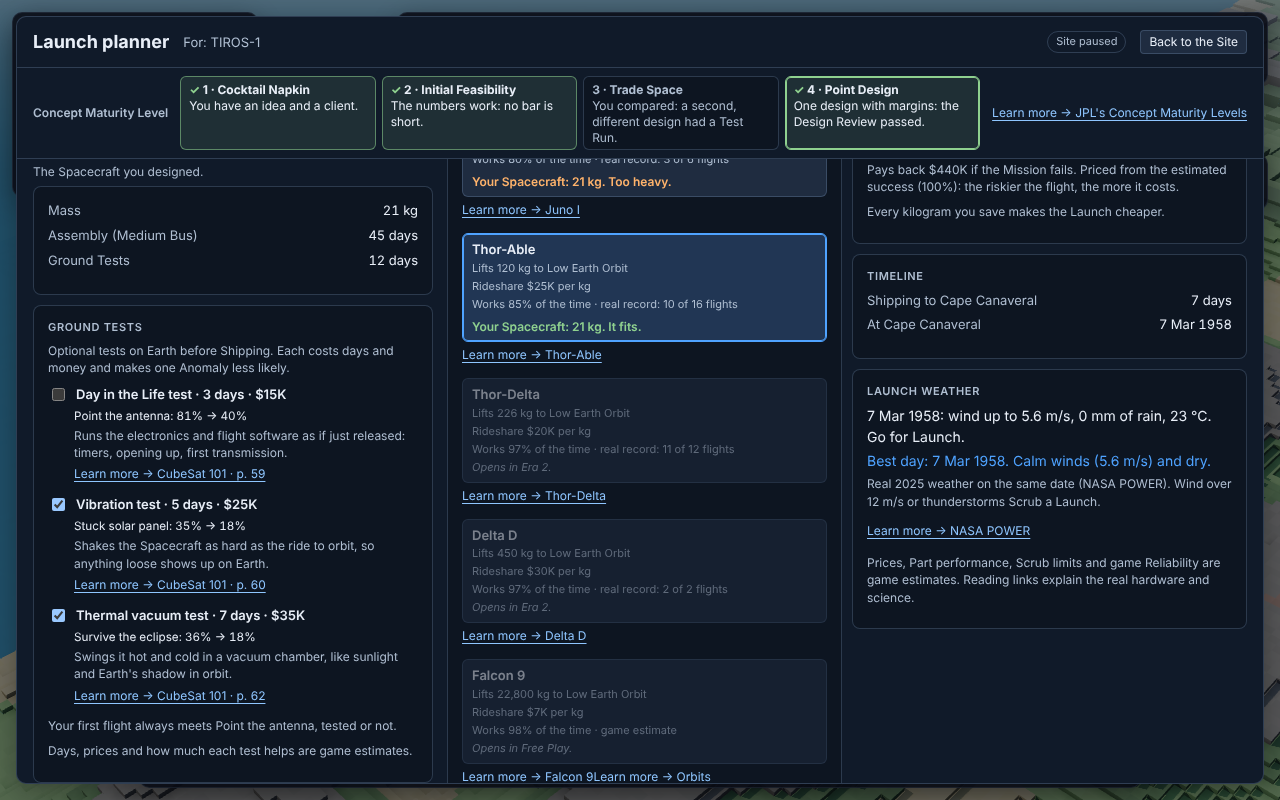 Launch planner For: TIROS-1
Site paused
Back to the Site
Concept Maturity Level
✓ 1 · Cocktail Napkin
You have an idea and a client.
✓ 2 · Initial Feasibility
The numbers work: no bar is
short.
3 · Trade Space
You compared: a second,
different design had a Test
Run.
✓ 4 · Point Design
One design with margins: the
Design Review passed.
Learn more → JPL's Concept Maturity Levels
The Spacecraft you designed.
Mass 21 kg
Assembly (Medium Bus) 45 days
Ground Tests 12 days
GROUND TESTS
Optional tests on Earth before Shipping. Each costs days and
money and makes one Anomaly less likely.
Day in the Life test · 3 days · $15K
Point the antenna: 81% → 40%
Runs the electronics and flight software as if just released:
timers, opening up, first transmission.
Learn more → CubeSat 101 · p. 59
Vibration test · 5 days · $25K
Stuck solar panel: 35% → 18%
Shakes the Spacecraft as hard as the ride to orbit, so
anything loose shows up on Earth.
Learn more → CubeSat 101 · p. 60
Thermal vacuum test · 7 days · $35K
Survive the eclipse: 36% → 18%
Swings it hot and cold in a vacuum chamber, like sunlight
and Earth's shadow in orbit.
Learn more → CubeSat 101 · p. 62
Your first flight always meets Point the antenna, tested or not.
Days, prices and how much each test helps are game estimates.
Works 80% of the time · real record: 3 of 6 flights
Your Spacecraft: 21 kg. Too heavy.
Learn more → Juno I
Thor-Able
Lifts 120 kg to Low Earth Orbit
Rideshare $25K per kg
Works 85% of the time · real record: 10 of 16 flights
Your Spacecraft: 21 kg. It fits.
Learn more → Thor-Able
Thor-Delta
Lifts 226 kg to Low Earth Orbit
Rideshare $20K per kg
Works 97% of the time · real record: 11 of 12 flights
Opens in Era 2.
Learn more → Thor-Delta
Delta D
Lifts 450 kg to Low Earth Orbit
Rideshare $30K per kg
Works 97% of the time · real record: 2 of 2 flights
Opens in Era 2.
Learn more → Delta D
Falcon 9
Lifts 22,800 kg to Low Earth Orbit
Rideshare $7K per kg
Works 98% of the time · game estimate
Opens in Free Play.
Learn more → Falcon 9Learn more → Orbits
Pays back $440K if the Mission fails. Priced from the estimated
success (100%): the riskier the flight, the more it costs.
Every kilogram you save makes the Launch cheaper.
TIMELINE
Shipping to Cape Canaveral 7 days
At Cape Canaveral 7 Mar 1958
LAUNCH WEATHER
7 Mar 1958: wind up to 5.6 m/s, 0 mm of rain, 23 °C.
Go for Launch.
Best day: 7 Mar 1958. Calm winds (5.6 m/s) and dry.
Real 2025 weather on the same date (NASA POWER). Wind over
12 m/s or thunderstorms Scrub a Launch.
Learn more → NASA POWER
Prices, Part performance, Scrub limits and game Reliability are
game estimates. Reading links explain the real hardware and
science.